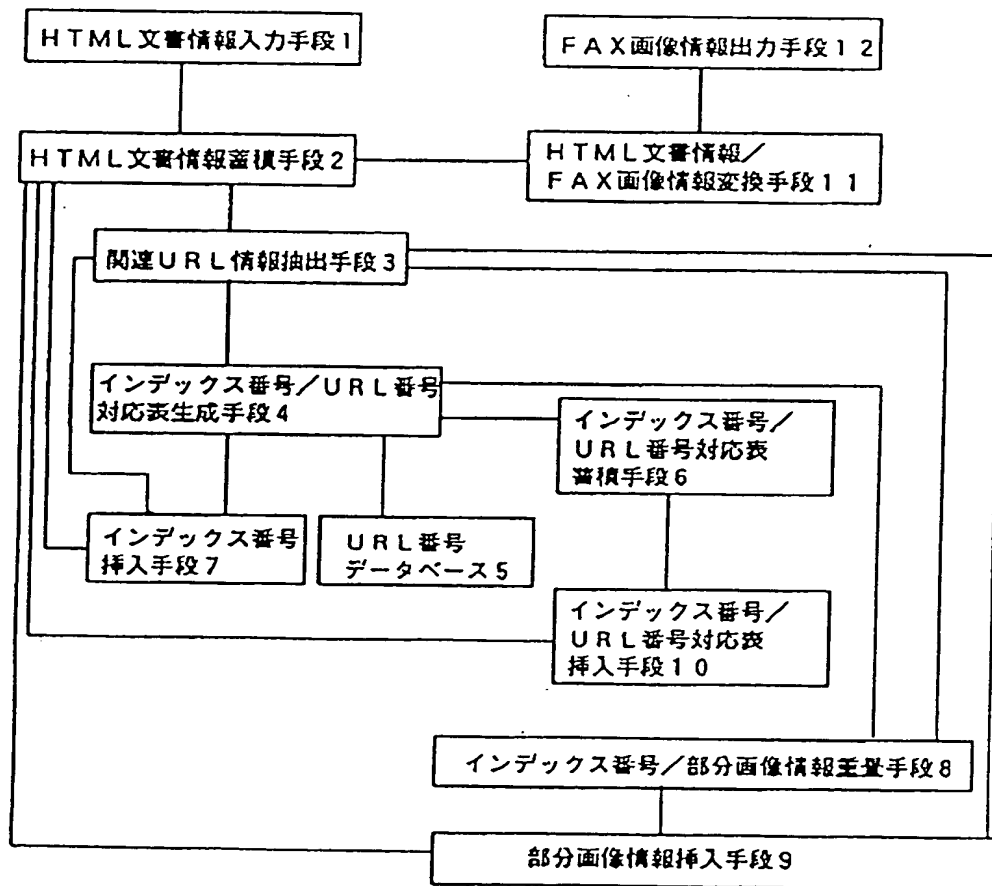 HTML文書情報入力手段1
FAX画像情報出力手段12
HTML文書情報蓄積手段2
HTML文書情報/
FAX画像情報変換手段11
関連URL情報抽出手段3
インデックス番号/URL番号
対応表生成手段4
インデックス番号/
URL番号対応表
蓄積手段6
インデックス番号
挿入手段7
URL番号
データベース5
インデックス番号/
URL番号対応表
挿入手段10
インデックス番号/部分画像情報重畳手段8
部分画像情報挿入手段9